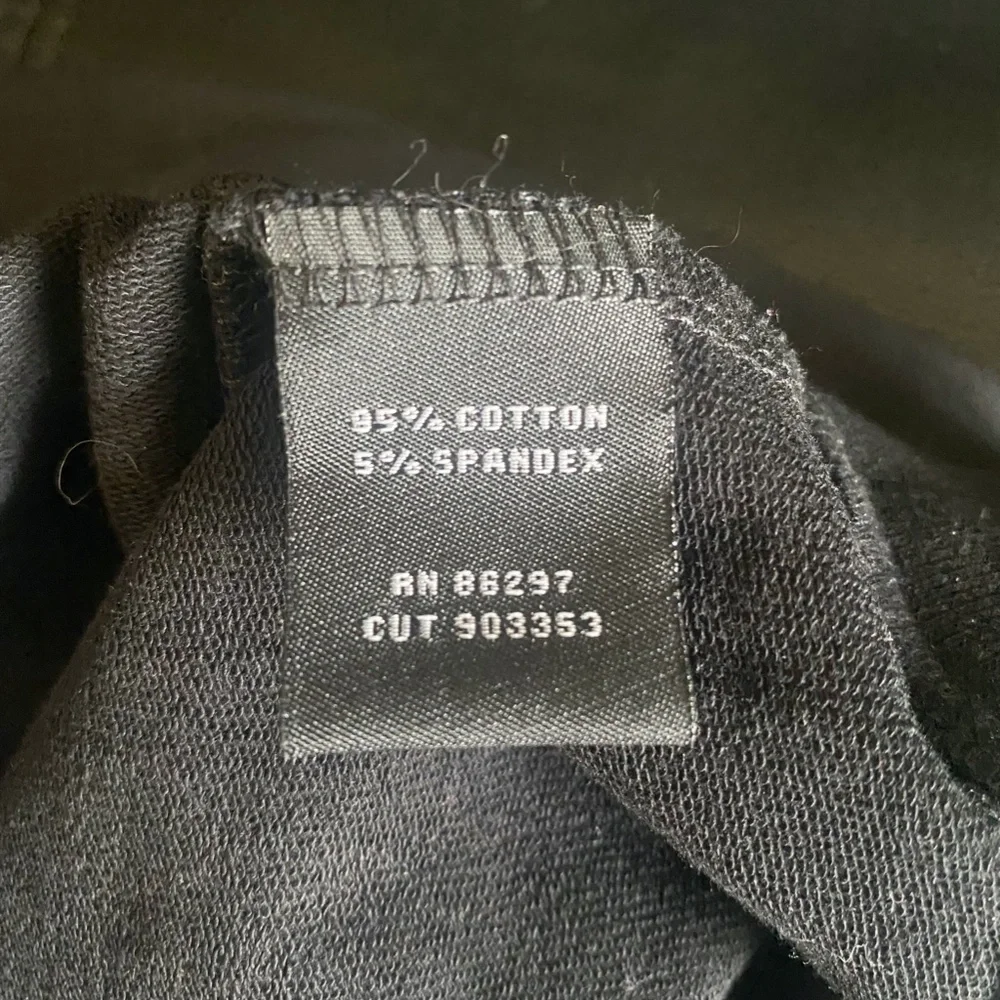 95% COTTON
5% SPANDEX
RN 86297
CUT 903353